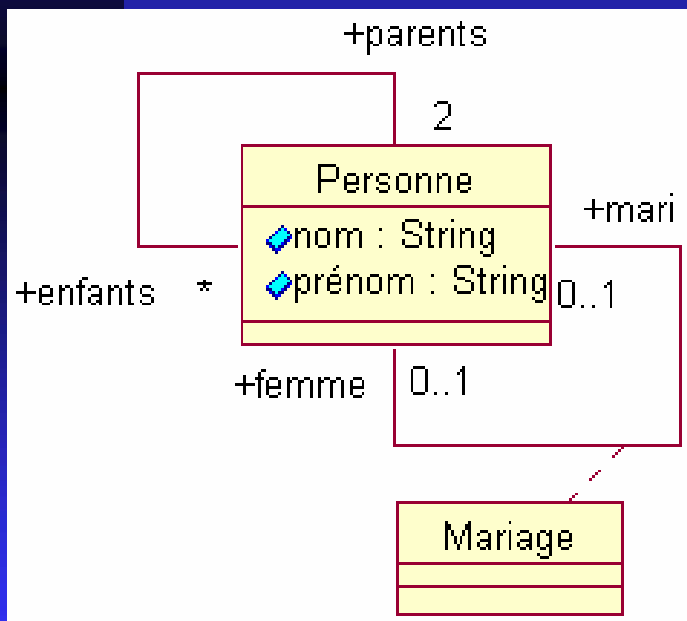 +parents
2
Personne
+mari
nom : String
prénom : String
+enfants *
0..1
+femme 0..1
Mariage